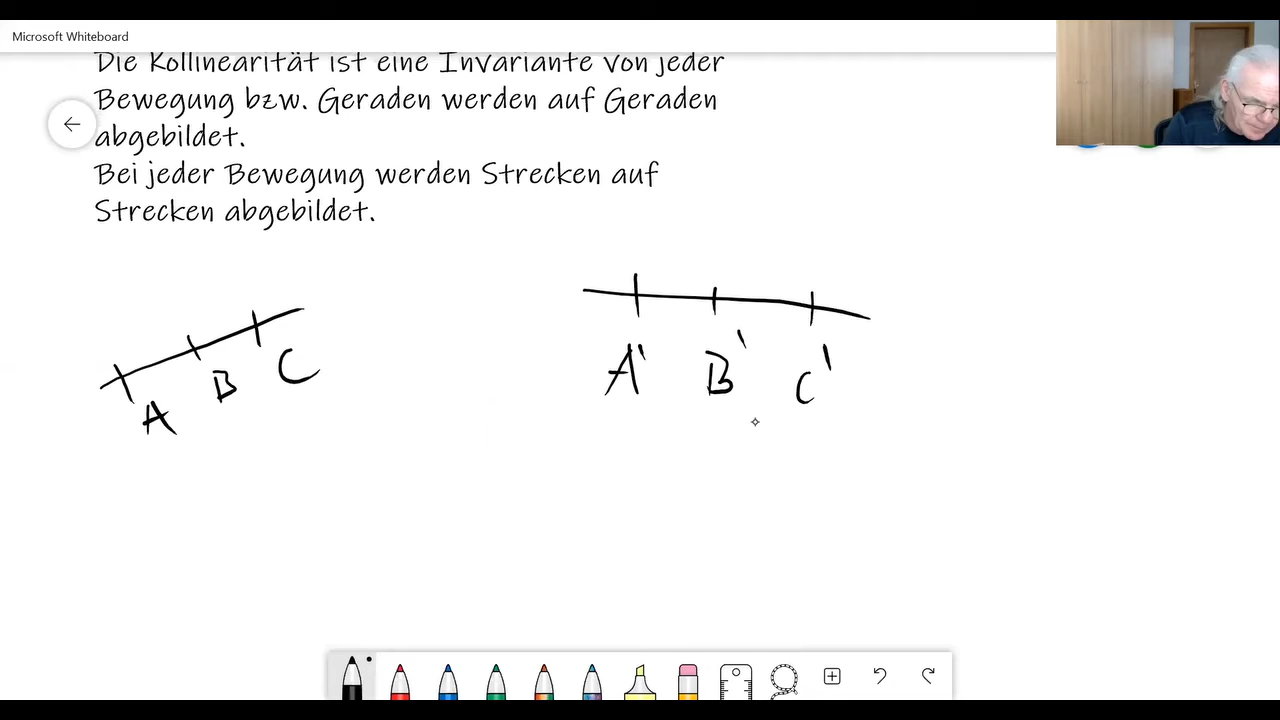 Microsoft Whiteboard
Die Kollinearität ist eine Invariante von jeder
Bewegung bzw. Geraden werden auf Geraden
abgebildet.
Bei jeder Bewegung werden Strecken auf
Strecken abgebildet.
A B C
A' B' C'